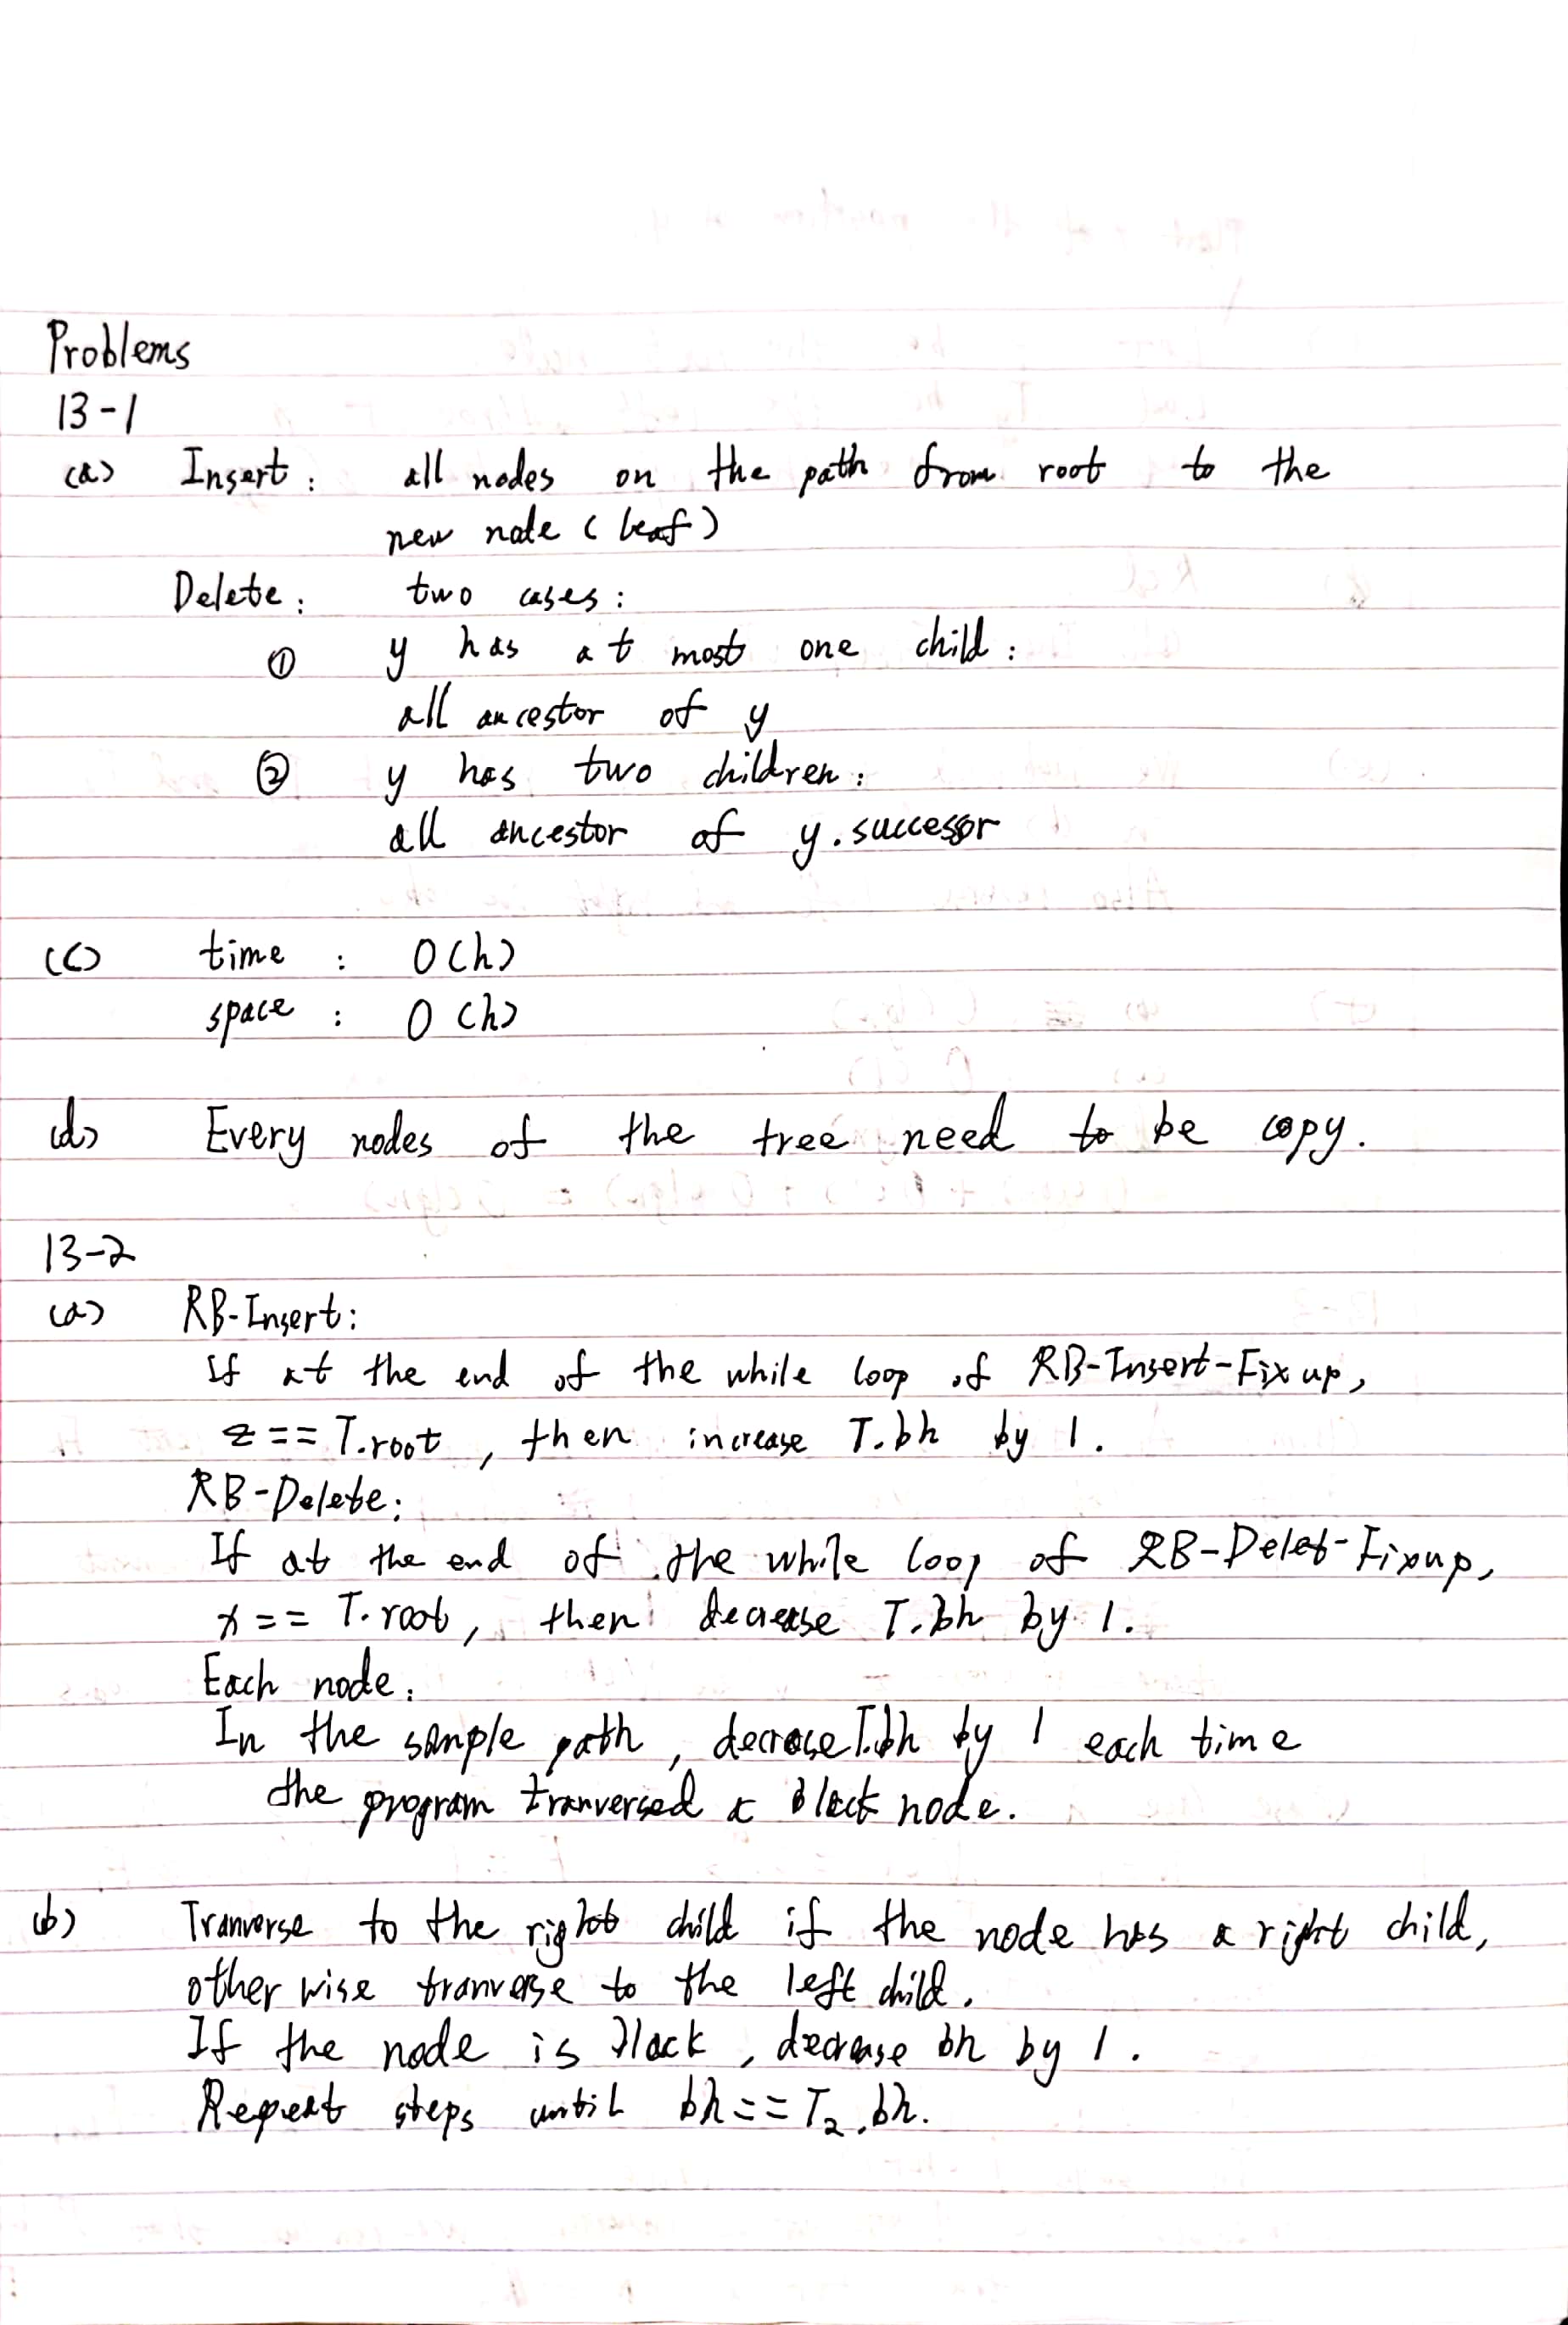 Problems
13-1
(a) Insert: all nodes on the path from root to the
new node (leaf)
Delete: two cases:
① y has at most one child:
all ancestor of y
② y has two children:
all ancestor of y.successor
(c) time : O(h)
space : O(h)
(d) Every nodes of the tree need to be copy.
13-2
(a) RB-Insert:
If at the end of the while loop of RB-Insert-Fixup,
z == T.root, then increase T.bh by 1.
RB-Delete:
If at the end of the while loop of RB-Delet-Fixup,
x == T.root, then decrease T.bh by 1.
Each node:
In the sample path, decrease T.bh by 1 each time
the program tranversed a black node.
(b) Tranverse to the right child if the node has a right child,
otherwise tranverse to the left child.
If the node is black, decrease bh by 1.
Repeat steps until bh == T₂.bh.